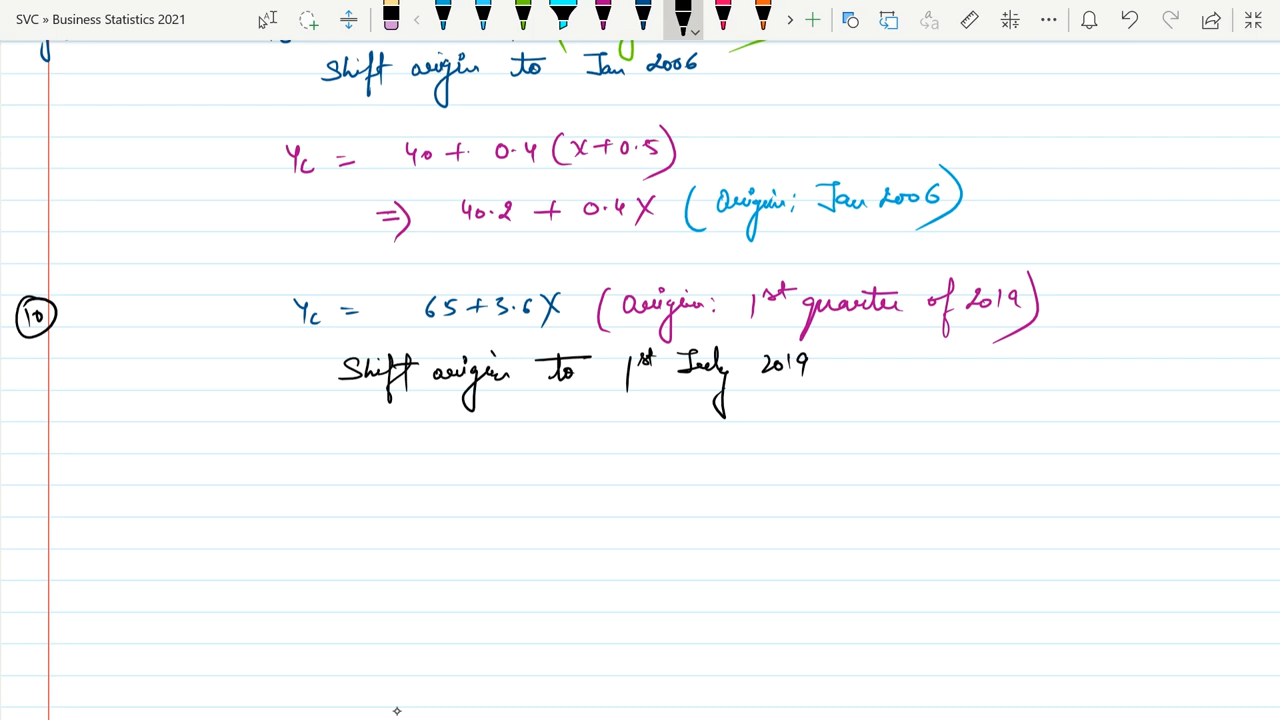 SVC » Business Statistics 2021
Shift origin to Jan 2006
Yc = 40 + 0.4 (x+0.5)
=) 40.2 + 0.4X (Origin; Jan 2006)
10 Yc = 65+3.6X (Origin: 1st quarter of 2019)
Shift origin to 1st July 2019